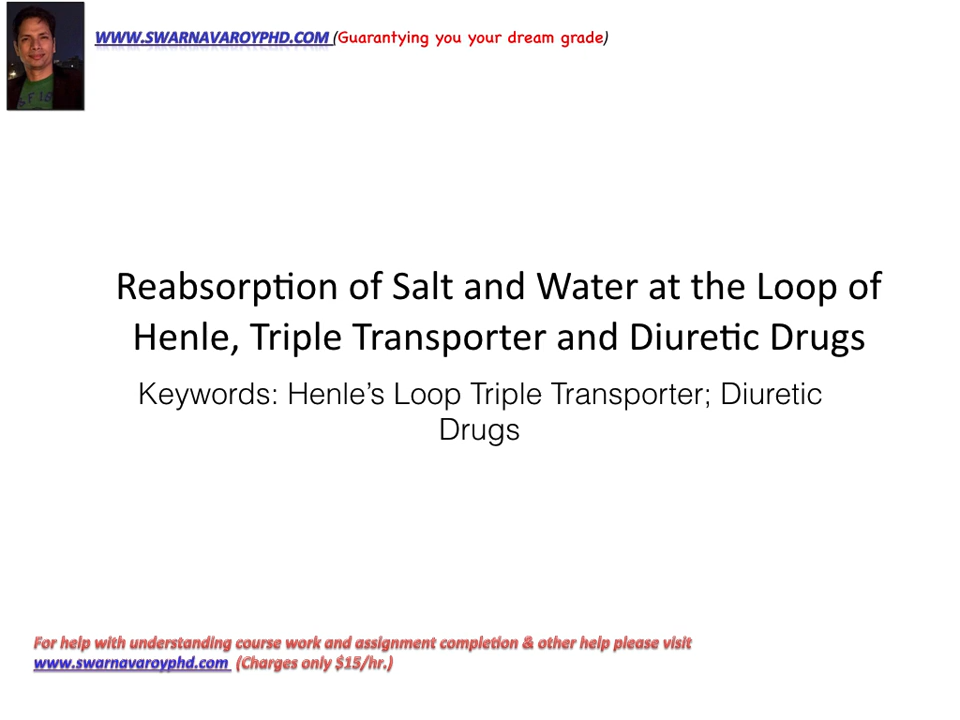 WWW.SWARNAVAROYPHD.COM (Guarantying you your dream grade)
Reabsorption of Salt and Water at the Loop of
Henle, Triple Transporter and Diuretic Drugs
Keywords: Henle’s Loop Triple Transporter; Diuretic
Drugs
For help with understanding course work and assignment completion & other help please visit
www.swarnavaroyphd.com (Charges only $15/hr.)